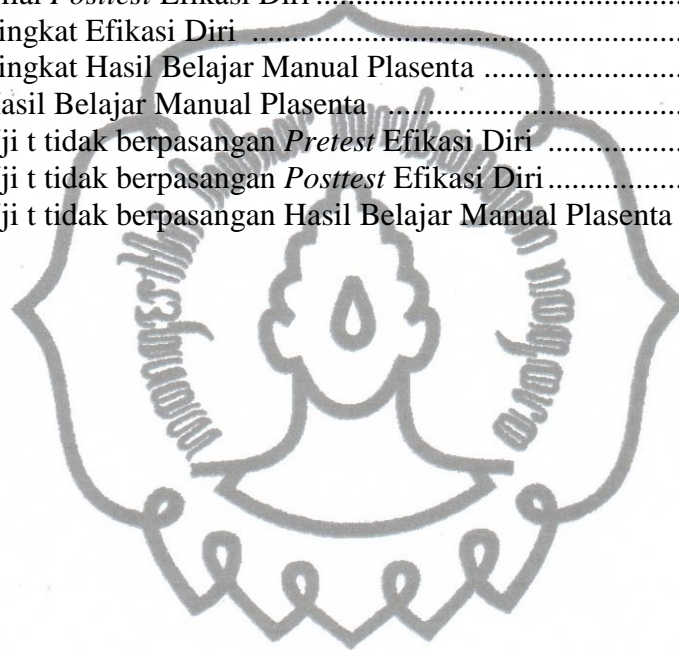 Posttest Efikasi Diri ........................................
ingkat Efikasi Diri ................................................
ingkat Hasil Belajar Manual Plasenta ........................
asil Belajar Manual Plasenta ....................................
ji t tidak berpasangan Pretest Efikasi Diri .................
ji t tidak berpasangan Posttest Efikasi Diri .................
ji t tidak berpasangan Hasil Belajar Manual Plasenta